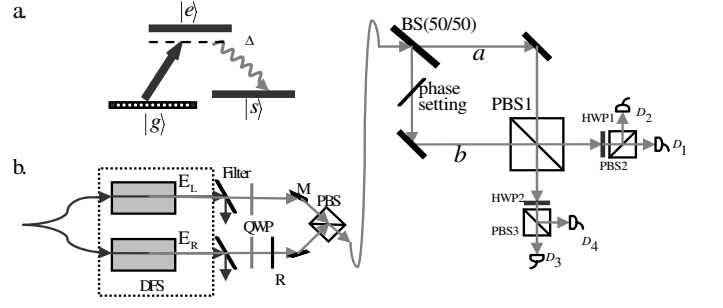 a.
|e⟩
Δ
|g⟩
|s⟩
b.
E_L
E_R
DFS
Filter
QWP
R
M
PBS
BS(50/50)
a
phase
setting
b
PBS1
HWP1
D_2
D_1
PBS2
HWP2
PBS3
D_4
D_3